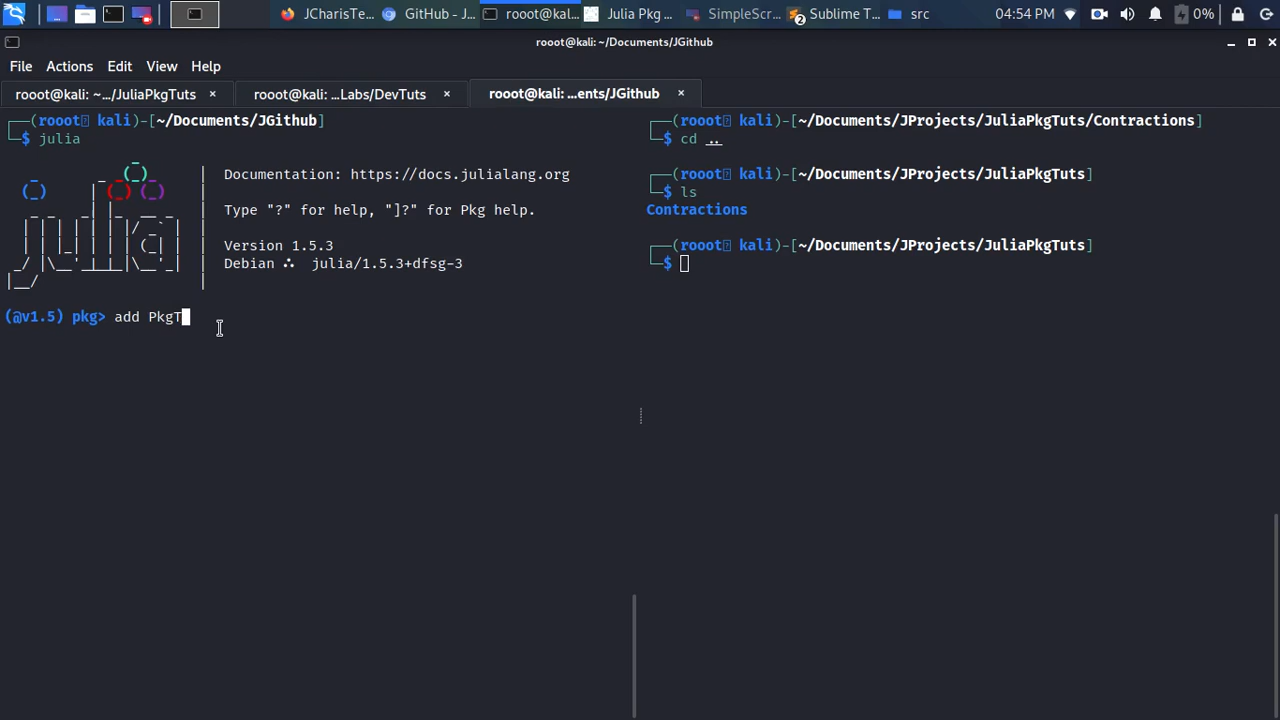 JCharisTe...
GitHub - J...
rooot@kal...
Julia Pkg ...
SimpleScr...
2
Sublime T...
src
04:54 PM
0%
rooot@kali: ~/Documents/JGithub
File Actions Edit View Help
rooot@kali: ~.../JuliaPkgTuts
rooot@kali: ...Labs/DevTuts
rooot@kali: ...ents/JGithub
(rooot kali)-[~/Documents/JGithub]
$ julia
Documentation: https://docs.julialang.org
Type "?" for help, "]?" for Pkg help.
Version 1.5.3
Debian ∴ julia/1.5.3+dfsg-3
(@v1.5) pkg> add PkgT
(rooot kali)-[~/Documents/JProjects/JuliaPkgTuts/Contractions]
$ cd ..
(rooot kali)-[~/Documents/JProjects/JuliaPkgTuts]
$ ls
Contractions
(rooot kali)-[~/Documents/JProjects/JuliaPkgTuts]
$